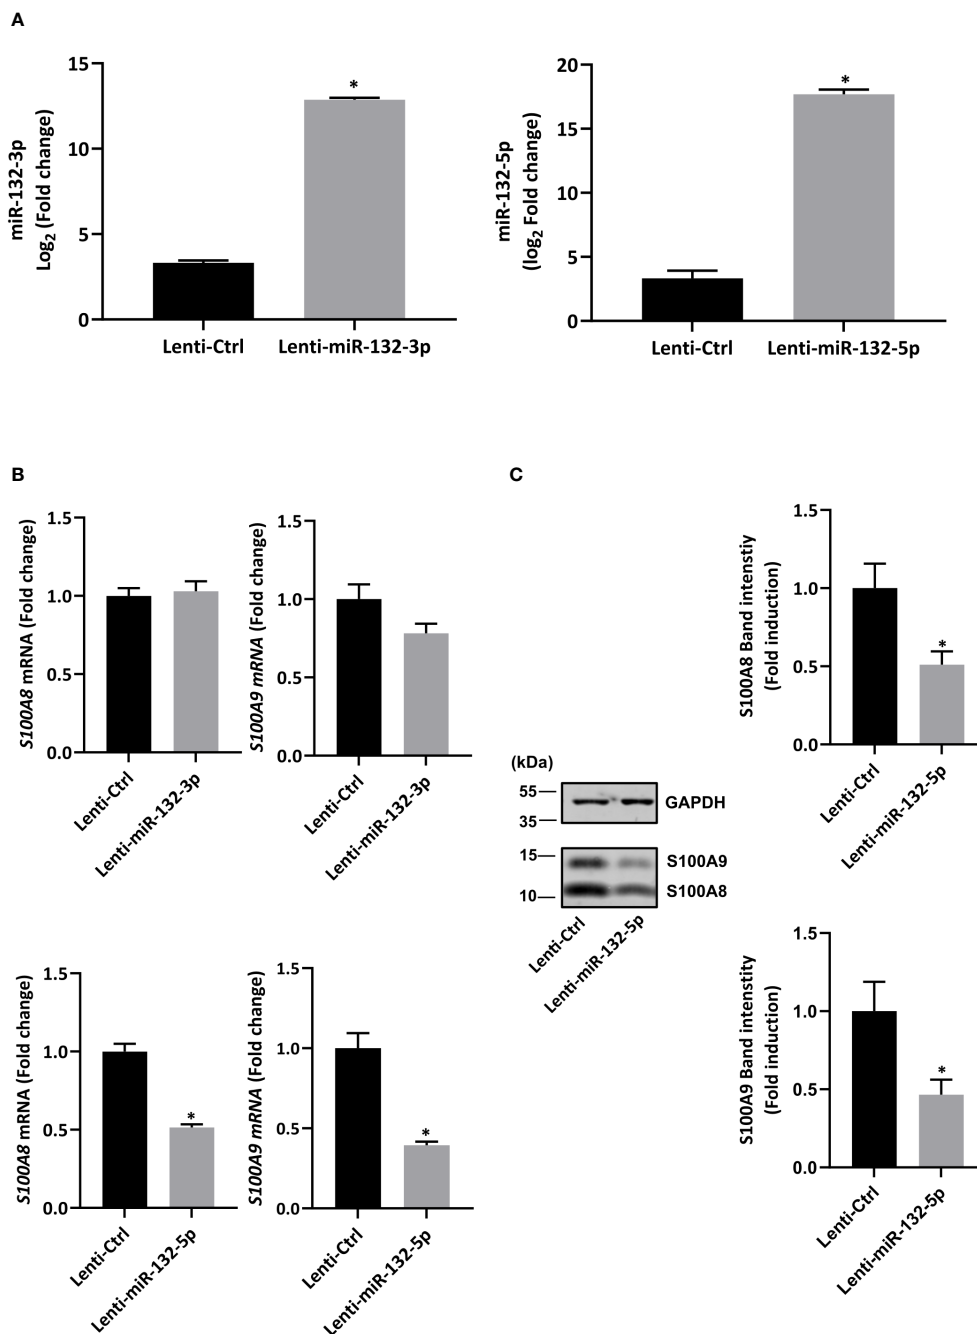 A
miR-132-3p
Log2 (Fold change)
15
10
5
0
*
Lenti-Ctrl
Lenti-miR-132-3p
miR-132-5p
(log2 Fold change)
20
15
10
5
0
*
Lenti-Ctrl
Lenti-miR-132-5p
B
S100A8 mRNA (Fold change)
1.5
1.0
0.5
0.0
Lenti-Ctrl
Lenti-miR-132-3p
S100A9 mRNA (Fold change)
1.5
1.0
0.5
0.0
Lenti-Ctrl
Lenti-miR-132-3p
S100A8 mRNA (Fold change)
1.5
1.0
0.5
0.0
*
Lenti-Ctrl
Lenti-miR-132-5p
S100A9 mRNA (Fold change)
1.5
1.0
0.5
0.0
*
Lenti-Ctrl
Lenti-miR-132-5p
C
(kDa)
55
35
GAPDH
15
10
S100A9
S100A8
Lenti-Ctrl
Lenti-miR-132-5p
S100A8 Band intenstiy
(Fold induction)
1.5
1.0
0.5
0.0
*
Lenti-Ctrl
Lenti-miR-132-5p
S100A9 Band intenstity
(Fold induction)
1.5
1.0
0.5
0.0
*
Lenti-Ctrl
Lenti-miR-132-5p